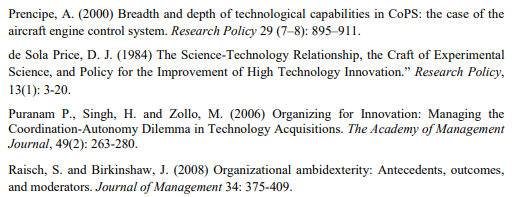 Prencipe, A. (2000) Breadth and depth of technological capabilities in CoPS: the case of the
aircraft engine control system. Research Policy 29 (7–8): 895–911.
de Sola Price, D. J. (1984) The Science-Technology Relationship, the Craft of Experimental
Science, and Policy for the Improvement of High Technology Innovation.” Research Policy,
13(1): 3-20.
Puranam P., Singh, H. and Zollo, M. (2006) Organizing for Innovation: Managing the
Coordination-Autonomy Dilemma in Technology Acquisitions. The Academy of Management
Journal, 49(2): 263-280.
Raisch, S. and Birkinshaw, J. (2008) Organizational ambidexterity: Antecedents, outcomes,
and moderators. Journal of Management 34: 375-409.